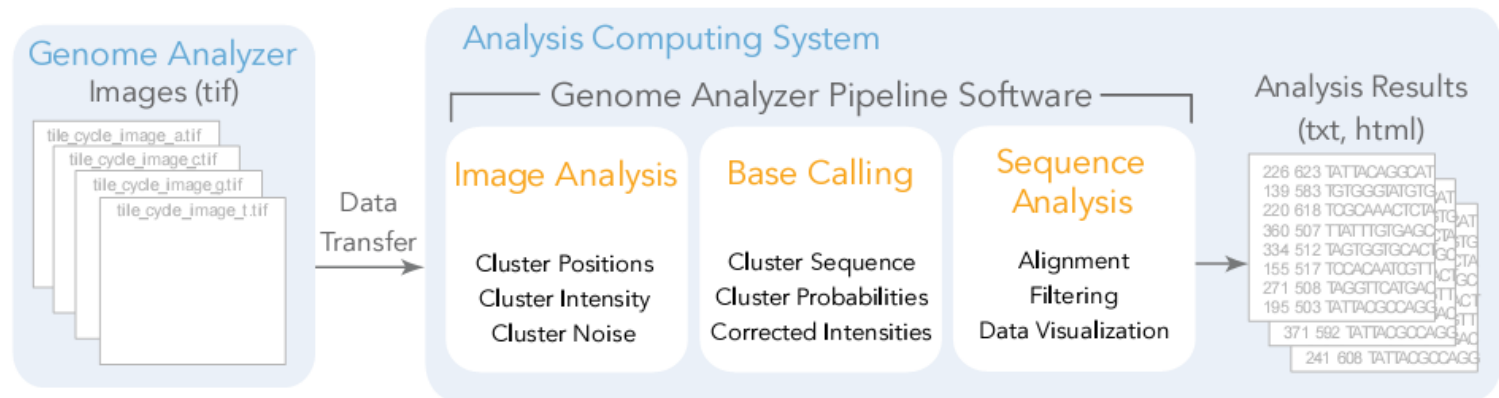 Genome Analyzer
Images (tif)
tile_cycle_image_a.tif
tile_cycle_image_c.tif
tile_cycle_image_g.tif
tile_cycle_image_t.tif
Data
Transfer
Analysis Computing System
Genome Analyzer Pipeline Software
Image Analysis
Cluster Positions
Cluster Intensity
Cluster Noise
Base Calling
Cluster Sequence
Cluster Probabilities
Corrected Intensities
Sequence
Analysis
Alignment
Filtering
Data Visualization
Analysis Results
(txt, html)
226 623 TATTACAGGCAT
139 583 TGTGGGTATGTG
220 618 TCGCAAACTCTA
360 507 TTATTTGTGAGC
334 512 TAGTGGTGCACT
155 517 TCCACAATCGTT
271 508 TAGGTTCATGAC
195 503 TATTACGCCAGG
371 592 TATTACGCCAGG
241 608 TATTACGCCAGG